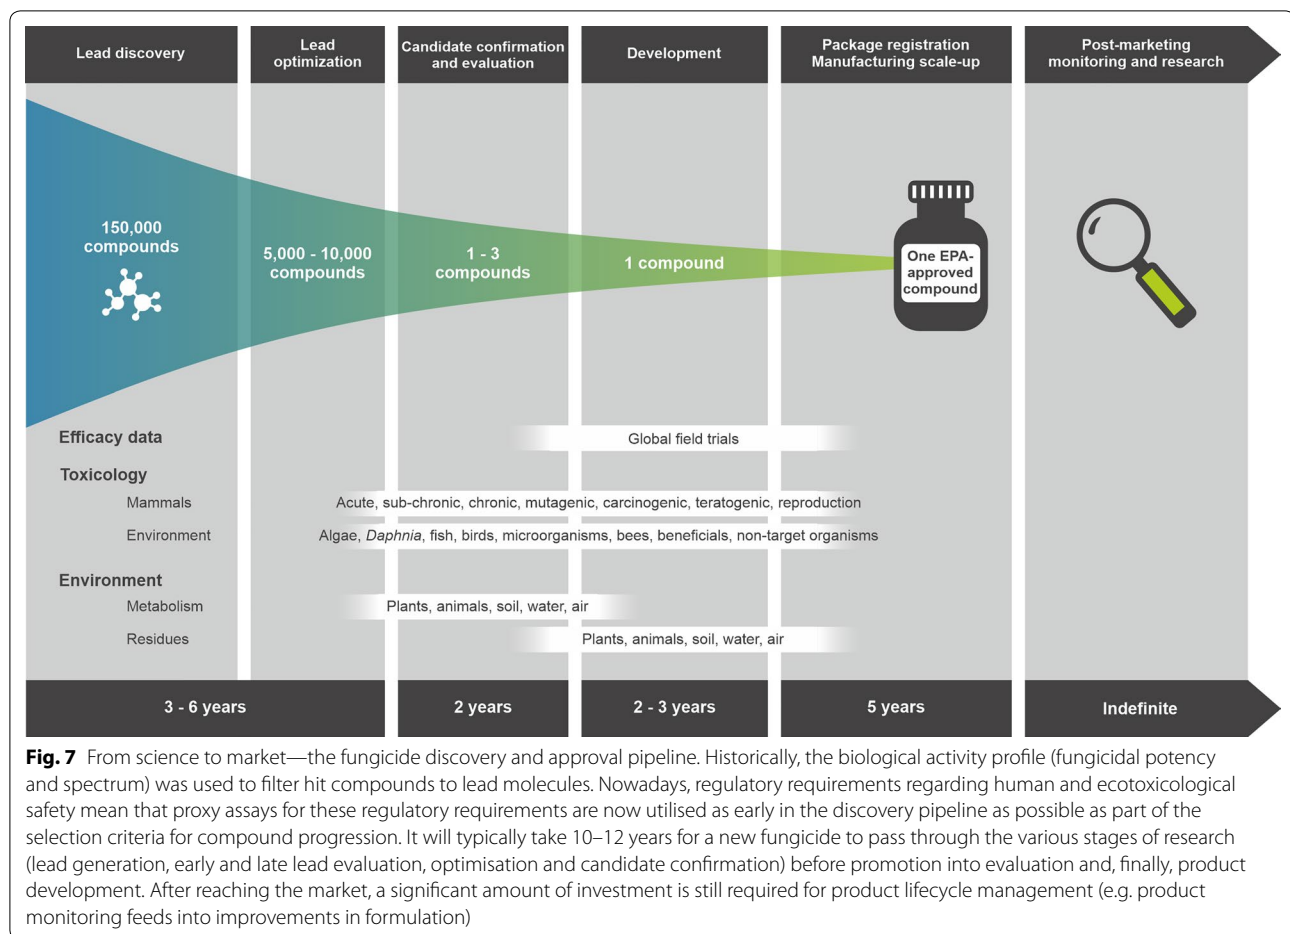 Lead discovery
Lead
optimization
Candidate confirmation
and evaluation
Development
Package registration
Manufacturing scale-up
Post-marketing
monitoring and research
150,000
compounds
5,000 - 10,000
compounds
1 - 3
compounds
1 compound
One EPA-
approved
compound
Efficacy data
Global field trials
Toxicology
Mammals
Acute, sub-chronic, chronic, mutagenic, carcinogenic, teratogenic, reproduction
Environment
Algae, Daphnia, fish, birds, microorganisms, bees, beneficials, non-target organisms
Environment
Metabolism
Plants, animals, soil, water, air
Residues
Plants, animals, soil, water, air
3 - 6 years
2 years
2 - 3 years
5 years
Indefinite
Fig. 7 From science to market—the fungicide discovery and approval pipeline. Historically, the biological activity profile (fungicidal potency
and spectrum) was used to filter hit compounds to lead molecules. Nowadays, regulatory requirements regarding human and ecotoxicological
safety mean that proxy assays for these regulatory requirements are now utilised as early in the discovery pipeline as possible as part of the
selection criteria for compound progression. It will typically take 10–12 years for a new fungicide to pass through the various stages of research
(lead generation, early and late lead evaluation, optimisation and candidate confirmation) before promotion into evaluation and, finally, product
development. After reaching the market, a significant amount of investment is still required for product lifecycle management (e.g. product
monitoring feeds into improvements in formulation)